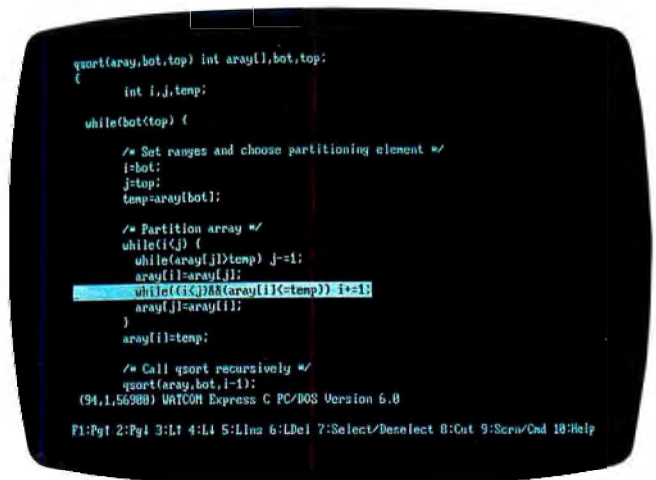 qsort(aray,bot,top) int aray[],bot,top;
{
int i,j,temp;
while(bot<top) {
/* Set ranges and choose partitioning element */
i=bot;
j=top;
temp=aray[bot];
/* Partition array */
while(i<j) {
while(aray[j]>temp) j-=1;
aray[i]=aray[j];
while((i<j)&&(aray[i]<=temp)) i+=1;
aray[j]=aray[i];
}
aray[i]=temp;
/* Call qsort recursively */
qsort(aray,bot,i-1);
(94,1,56980) WATCOM Express C PC/DOS Version 6.0
F1:Pg↑ 2:Pg↓ 3:L↑ 4:L↓ 5:LIns 6:LDel 7:Select/Deselect 8:Cut 9:Scrn/Cmd 10:Help